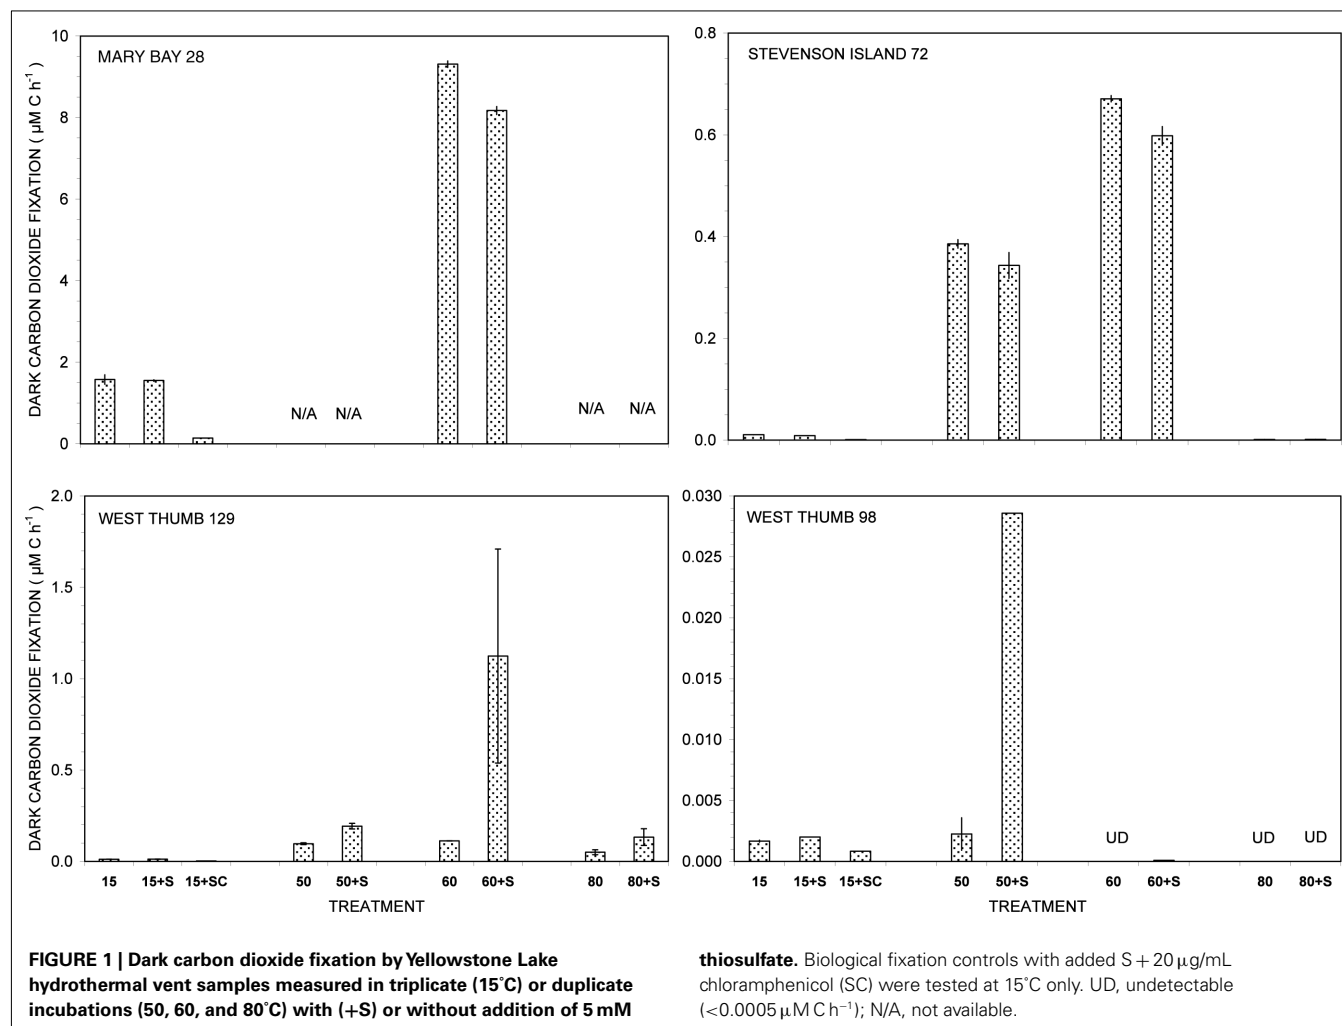 MARY BAY 28
DARK CARBON DIOXIDE FIXATION ( µM C h⁻¹ )
10
8
6
4
2
0
N/A N/A
N/A N/A
STEVENSON ISLAND 72
0.8
0.6
0.4
0.2
0.0
WEST THUMB 129
DARK CARBON DIOXIDE FIXATION ( µM C h⁻¹ )
2.0
1.5
1.0
0.5
0.0
15 15+S 15+SC 50 50+S 60 60+S 80 80+S
TREATMENT
WEST THUMB 98
0.030
0.025
0.020
0.015
0.010
0.005
0.000
UD UD UD
15 15+S 15+SC 50 50+S 60 60+S 80 80+S
TREATMENT
FIGURE 1 | Dark carbon dioxide fixation by Yellowstone Lake
hydrothermal vent samples measured in triplicate (15˚C) or duplicate
incubations (50, 60, and 80˚C) with (+S) or without addition of 5 mM
thiosulfate. Biological fixation controls with added S + 20 µg/mL
chloramphenicol (SC) were tested at 15˚C only. UD, undetectable
(<0.0005 µM C h⁻¹); N/A, not available.